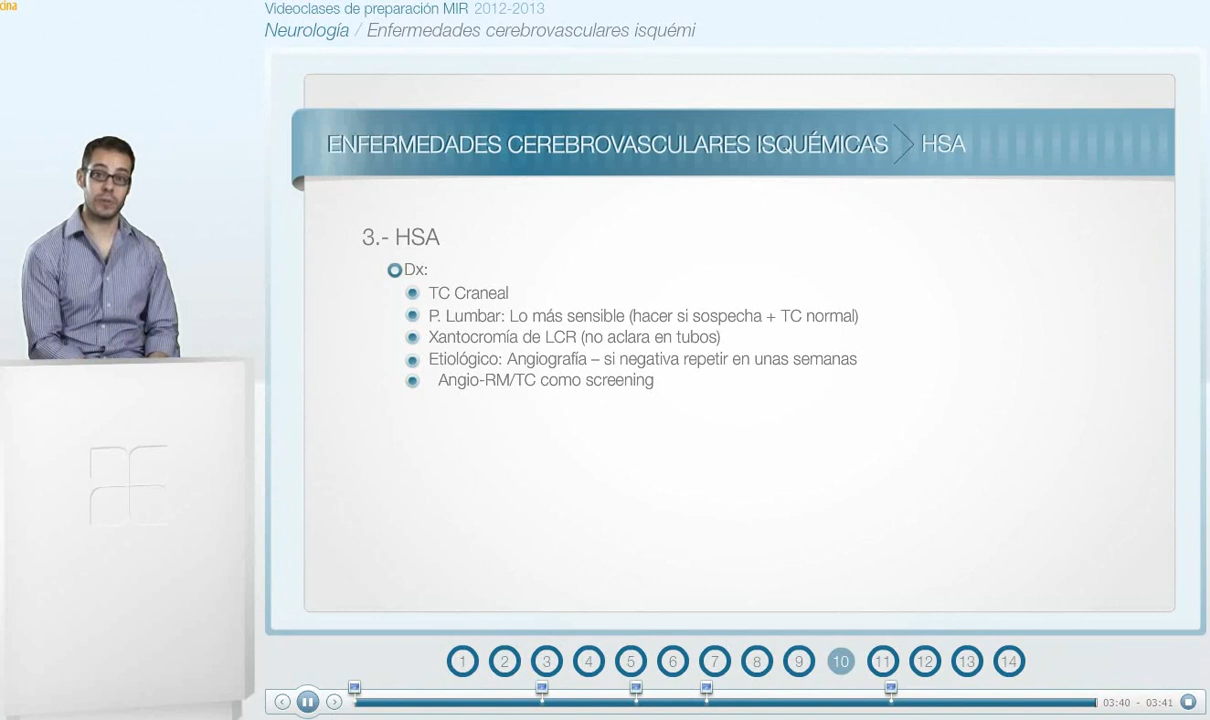 cina
Videoclases de preparación MIR 2012-2013
Neurología / Enfermedades cerebrovasculares isquémi
ENFERMEDADES CEREBROVASCULARES ISQUÉMICAS HSA
3.- HSA
Dx:
TC Craneal
P. Lumbar: Lo más sensible (hacer si sospecha + TC normal)
Xantocromía de LCR (no aclara en tubos)
Etiológico: Angiografía – si negativa repetir en unas semanas
Angio-RM/TC como screening
1 2 3 4 5 6 7 8 9 10 11 12 13 14
03:40 - 03:41